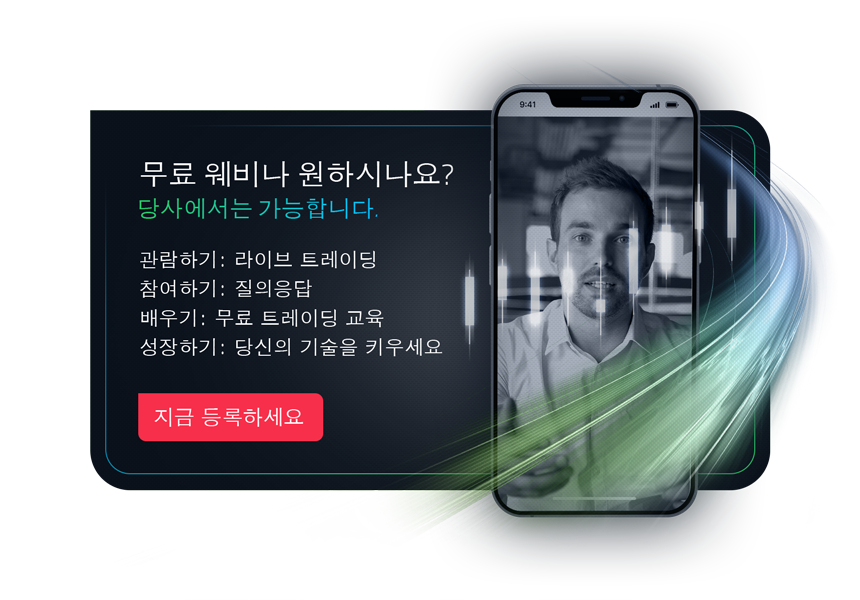 9:41
무료 웨비나 원하시나요?
당사에서는 가능합니다.
관람하기: 라이브 트레이딩
참여하기: 질의응답
배우기: 무료 트레이딩 교육
성장하기: 당신의 기술을 키우세요
지금 등록하세요